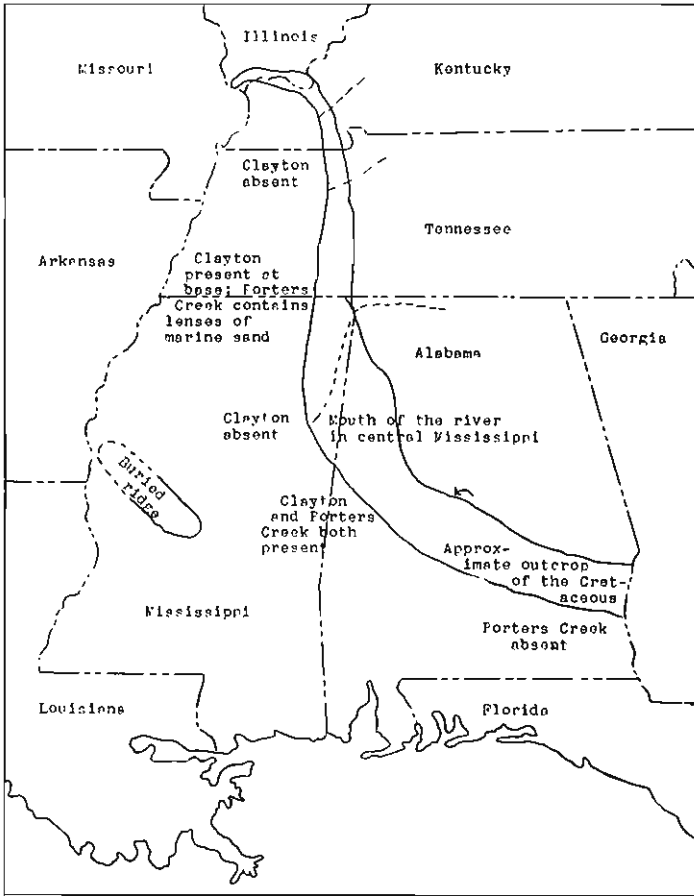 Illinois
Missouri
Kentucky
Clayton
absent
Tennessee
Arkansas
Clayton
present at
base; Porters
Creek contains
lenses of
marine sand
Georgia
Alabama
Clayton
absent
Mouth of the river
in central Mississippi
Buried
ridge
Clayton
and Porters
Creek both
present
Approx-
imate outcrop
of the Cret-
aceous
Mississippi
Porters Creek
absent
Louisiana
Florida